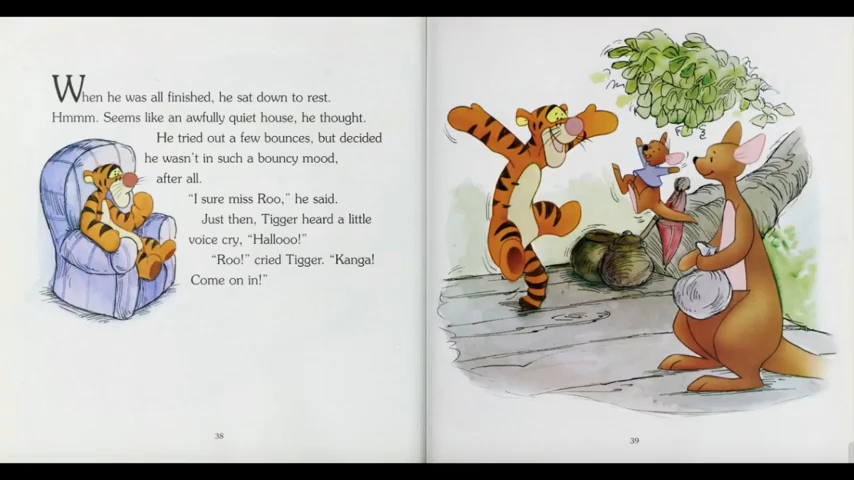 When he was all finished, he sat down to rest.
Hmmm. Seems like an awfully quiet house, he thought.
He tried out a few bounces, but decided
he wasn't in such a bouncy mood,
after all.
"I sure miss Roo," he said.
Just then, Tigger heard a little
voice cry, "Hallooo!"
"Roo!" cried Tigger. "Kanga!
Come on in!"
38
39